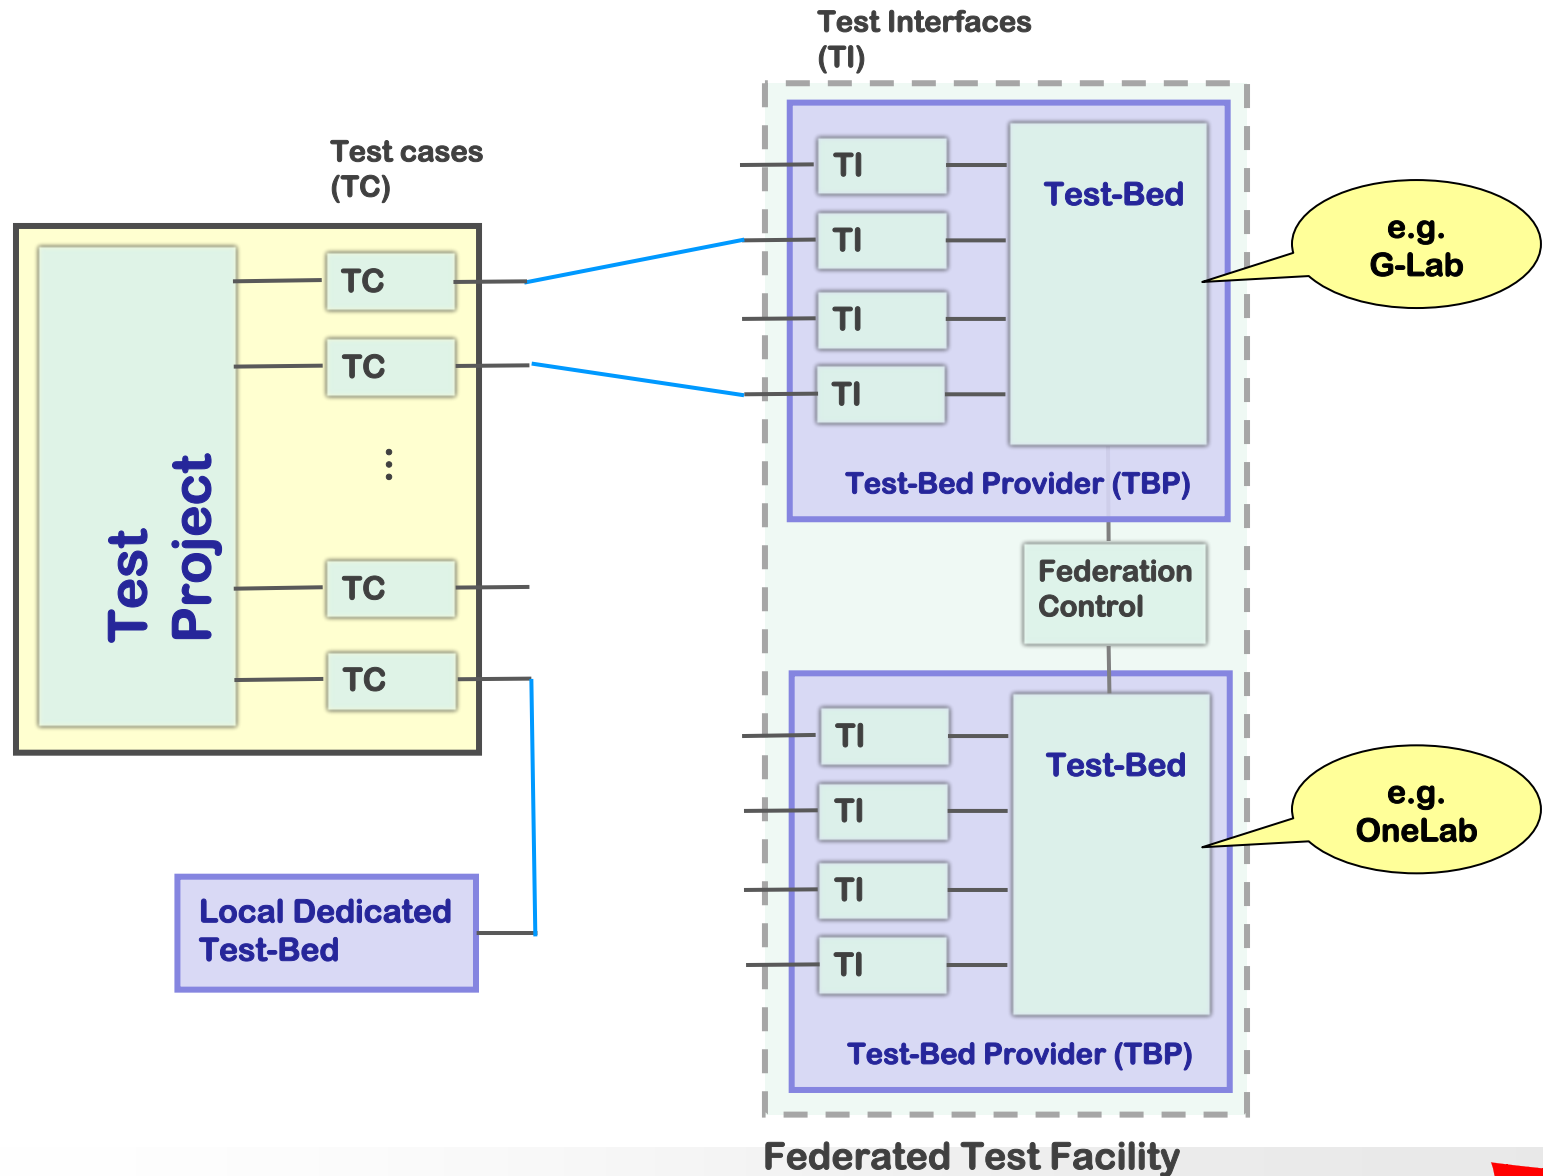 Test Interfaces
(TI)
Test cases
(TC)
Test
Project
TC
TC
...
TC
TC
Local Dedicated
Test-Bed
TI
TI
TI
TI
Test-Bed
Test-Bed Provider (TBP)
e.g.
G-Lab
Federation
Control
TI
TI
TI
TI
Test-Bed
Test-Bed Provider (TBP)
e.g.
OneLab
Federated Test Facility